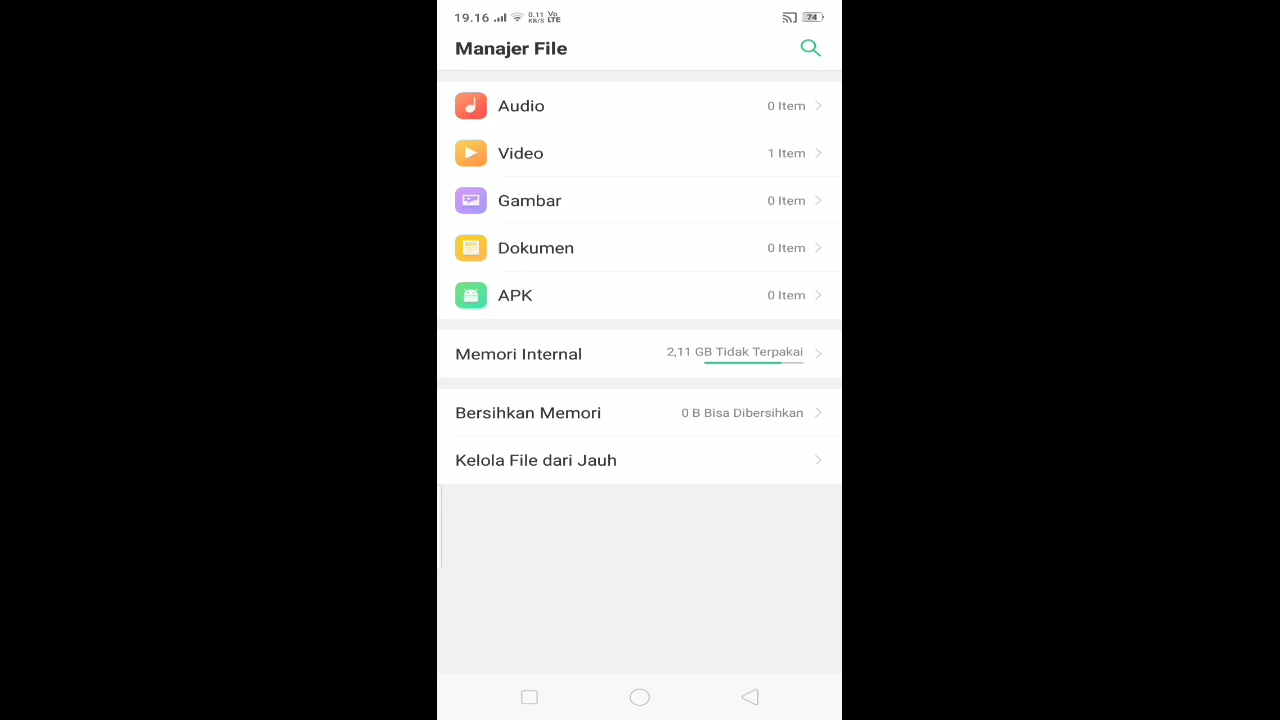 19.16 0.11 KB/S Vo LTE 74
Manajer File
Audio 0 Item
Video 1 Item
Gambar 0 Item
Dokumen 0 Item
APK 0 Item
Memori Internal 2,11 GB Tidak Terpakai
Bersihkan Memori 0 B Bisa Dibersihkan
Kelola File dari Jauh